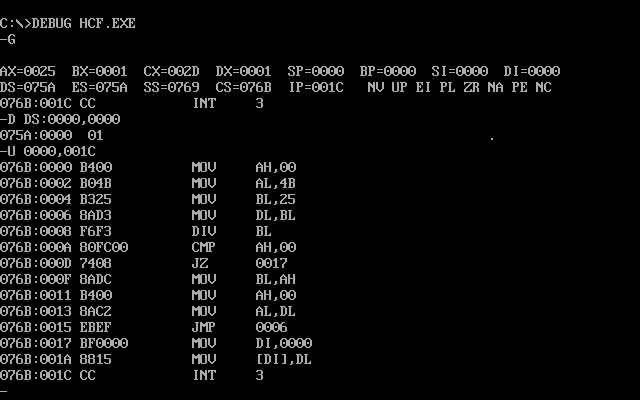 C:\>DEBUG HCF.EXE
-G
AX=0025  BX=0001  CX=002D  DX=0001  SP=0000  BP=0000  SI=0000  DI=0000
DS=075A  ES=075A  SS=0769  CS=076B  IP=001C   NV UP EI PL ZR NA PE NC
076B:001C CC            INT     3
-D DS:0000,0000
075A:0000  01                                                .
-U 0000,001C
076B:0000 B400          MOV     AH,00
076B:0002 B04B          MOV     AL,4B
076B:0004 B325          MOV     BL,25
076B:0006 8AD3          MOV     DL,BL
076B:0008 F6F3          DIV     BL
076B:000A 80FC00        CMP     AH,00
076B:000D 7408          JZ      0017
076B:000F 8ADC          MOV     BL,AH
076B:0011 B400          MOV     AH,00
076B:0013 8AC2          MOV     AL,DL
076B:0015 EBEF          JMP     0006
076B:0017 BF0000        MOV     DI,0000
076B:001A 8815          MOV     [DI],DL
076B:001C CC            INT     3
-